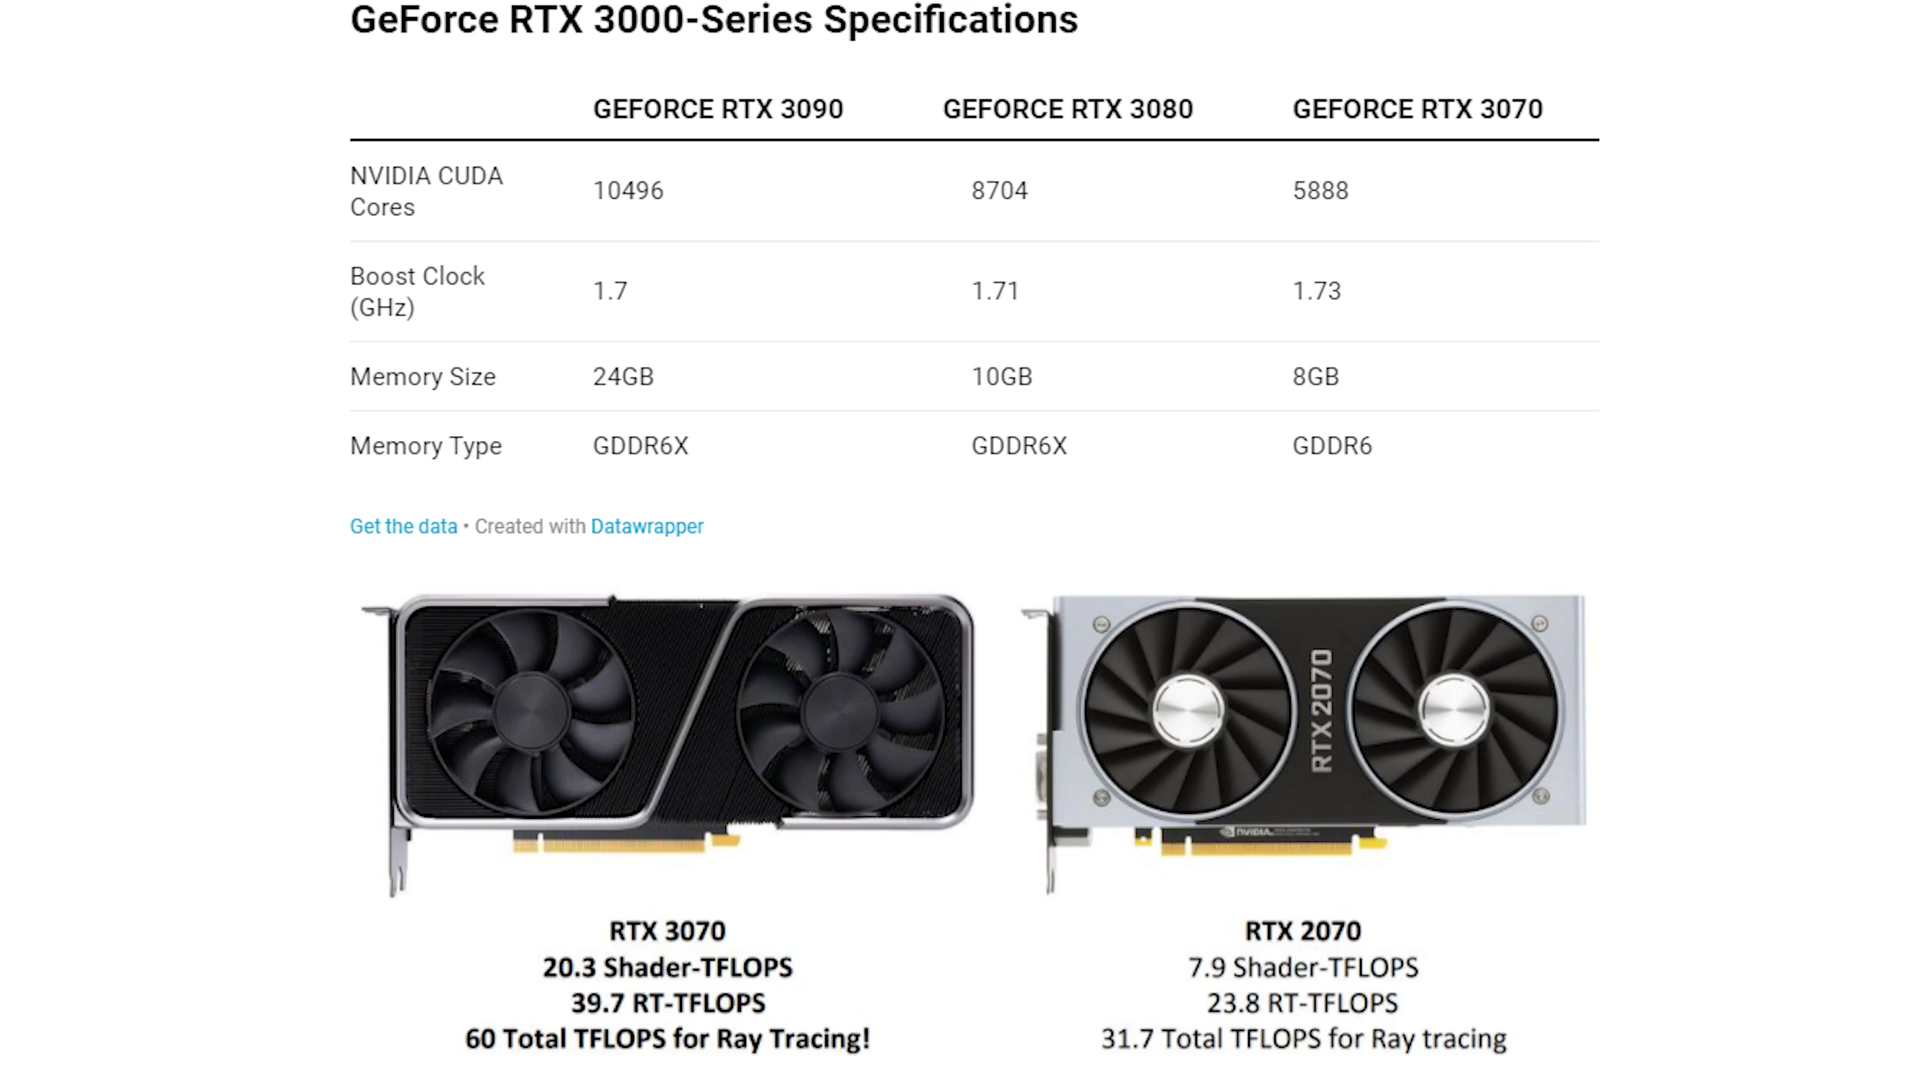 GeForce RTX 3000-Series Specifications
GEFORCE RTX 3090 GEFORCE RTX 3080 GEFORCE RTX 3070
NVIDIA CUDA
Cores
10496 8704 5888
Boost Clock
(GHz)
1.7 1.71 1.73
Memory Size 24GB 10GB 8GB
Memory Type GDDR6X GDDR6X GDDR6
Get the data • Created with Datawrapper
RTX 2070
NVIDIA.
RTX 3070
20.3 Shader-TFLOPS
39.7 RT-TFLOPS
60 Total TFLOPS for Ray Tracing!
RTX 2070
7.9 Shader-TFLOPS
23.8 RT-TFLOPS
31.7 Total TFLOPS for Ray tracing